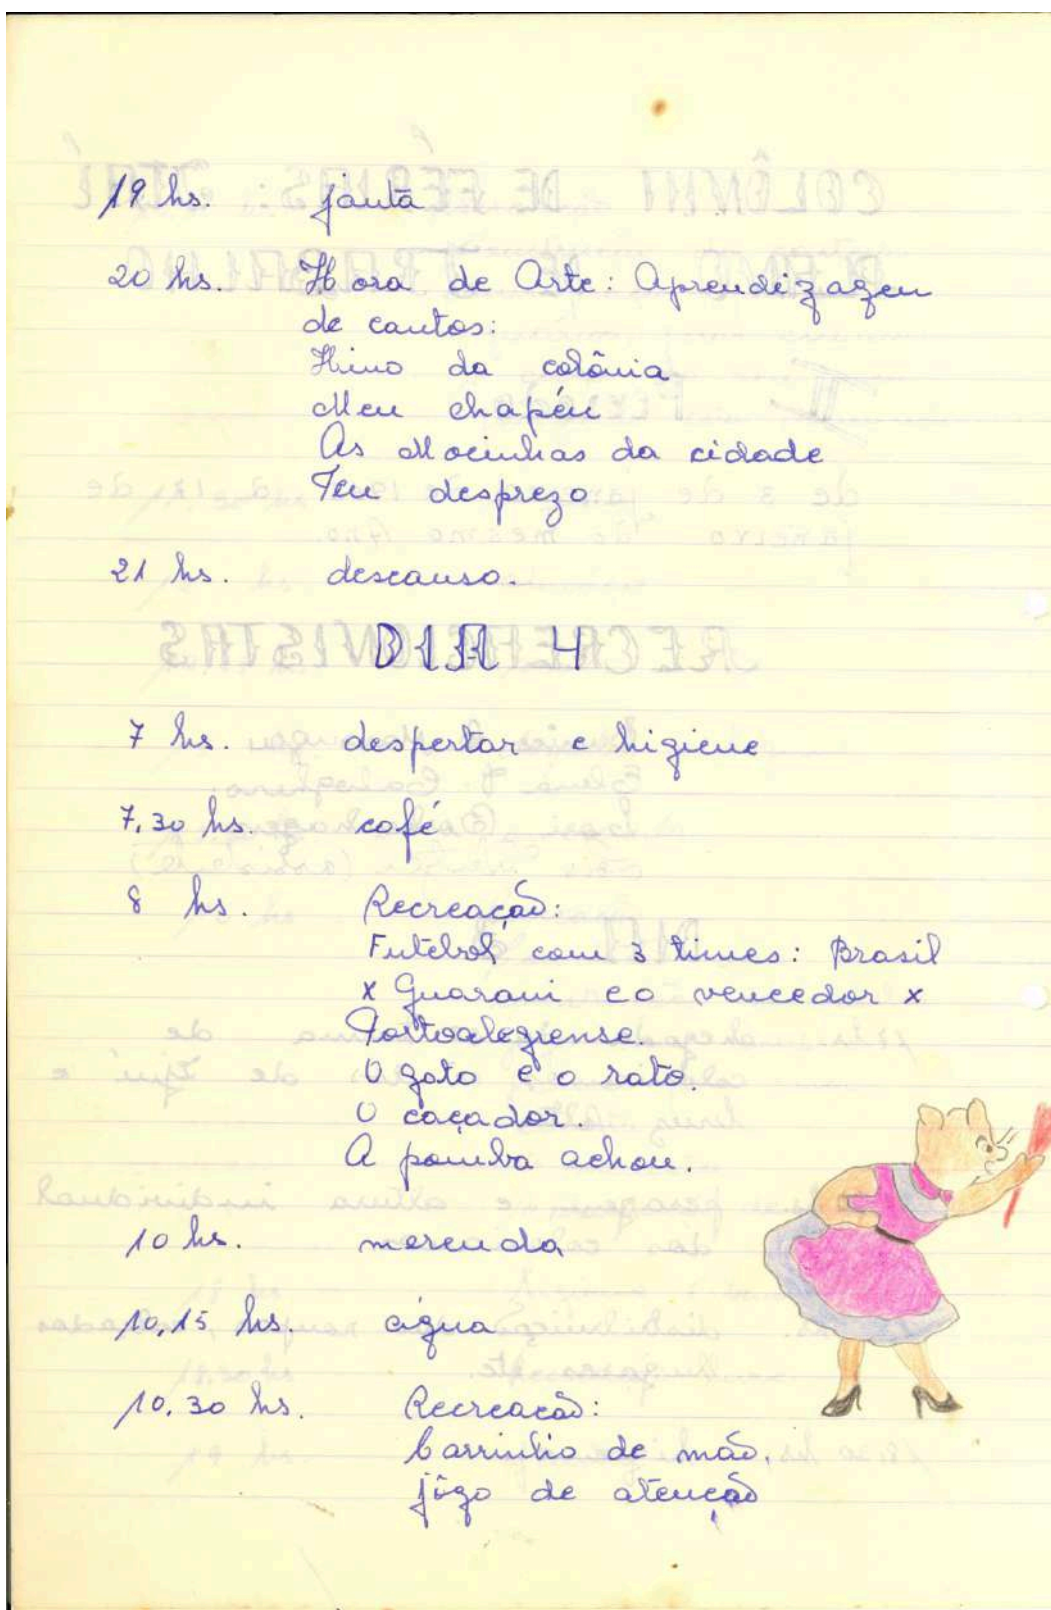 19 hs. janta
20 hs. Hora de Arte: Aprendizagem
de cantos:
Hino da colônia
Meu chapéu
As Mocinhas da cidade
Teu desprezo
21 hs. descanso.
DIA 4
7 hs. despertar e higiene
7,30 hs. café
8 hs. Recreação:
Futebol com 3 times: Brasil
x Guarani e o vencedor x
Portoalegrense.
O gato e o rato.
O caçador.
A pomba achou.
10 hs. merenda
10,15 hs. água
10,30 hs. Recreacão:
Carrinho de mão.
jôgo de atenção